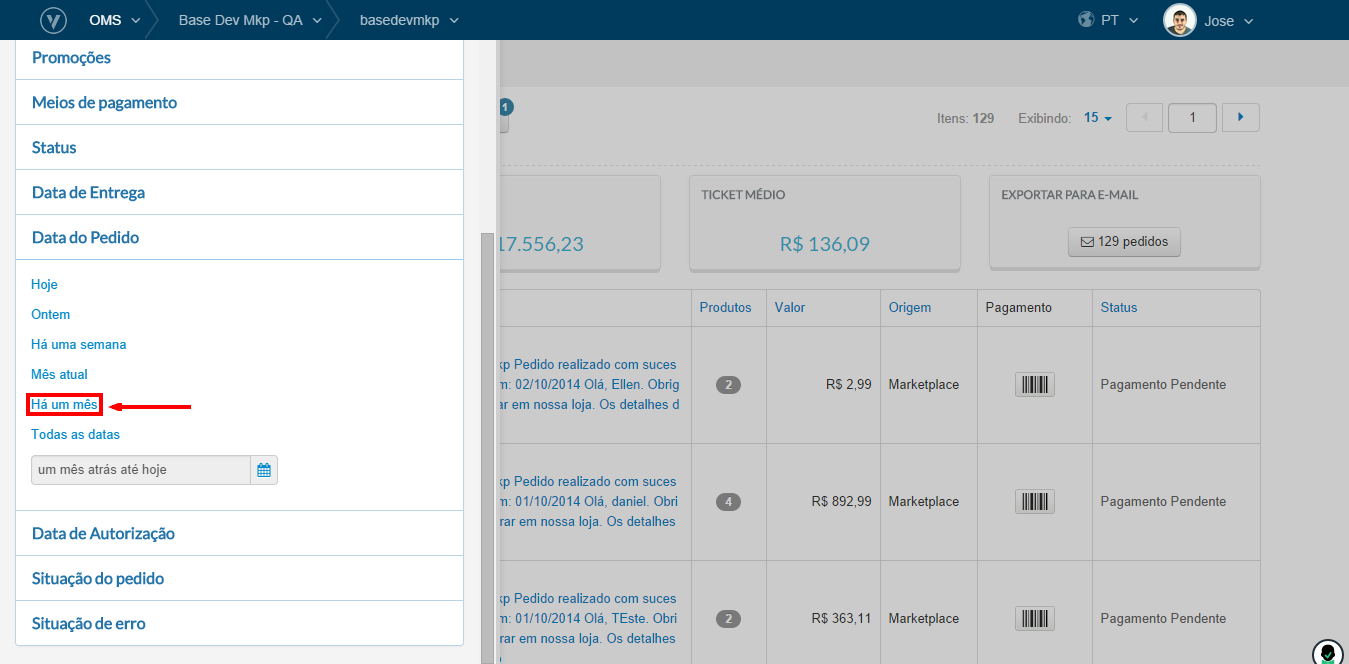 OMS
Base Dev Mkp - QA
basedevmkp
PT
Jose
Promoções
Meios de pagamento
Status
Data de Entrega
Data do Pedido
Hoje
Ontem
Há uma semana
Mês atual
Há um mês
Todas as datas
um mês atrás até hoje
Data de Autorização
Situação do pedido
Situação de erro
1
Itens: 129
Exibindo: 15
1
17.556,23
TICKET MÉDIO
R$ 136,09
EXPORTAR PARA E-MAIL
129 pedidos
Produtos Valor Origem Pagamento Status
kp Pedido realizado com suces
m: 02/10/2014 Olá, Ellen. Obrig
ar em nossa loja. Os detalhes d
2 R$ 2,99 Marketplace Pagamento Pendente
kp Pedido realizado com suces
m: 01/10/2014 Olá, daniel. Obri
rar em nossa loja. Os detalhes
4 R$ 892,99 Marketplace Pagamento Pendente
kp Pedido realizado com suces
m: 01/10/2014 Olá, TEste. Obri
rar em nossa loja. Os detalhes
2 R$ 363,11 Marketplace Pagamento Pendente